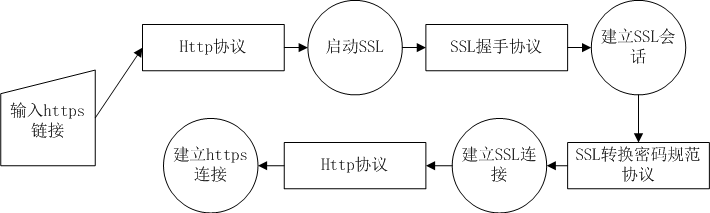 输入https
链接
Http协议
启动SSL
SSL握手协议
建立SSL会
话
SSL转换密码规范
协议
建立SSL连
接
Http协议
建立https
连接